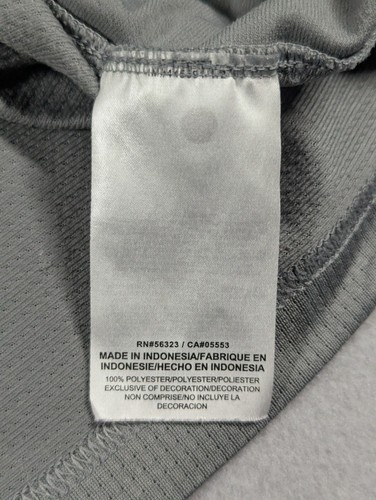 RN#56323 / CA#05553
MADE IN INDONESIA/FABRIQUE EN
INDONESIE/HECHO EN INDONESIA
100% POLYESTER/POLYESTER/POLIESTER
EXCLUSIVE OF DECORATION/DECORATION
NON COMPRISE/NO INCLUYE LA
DECORACION